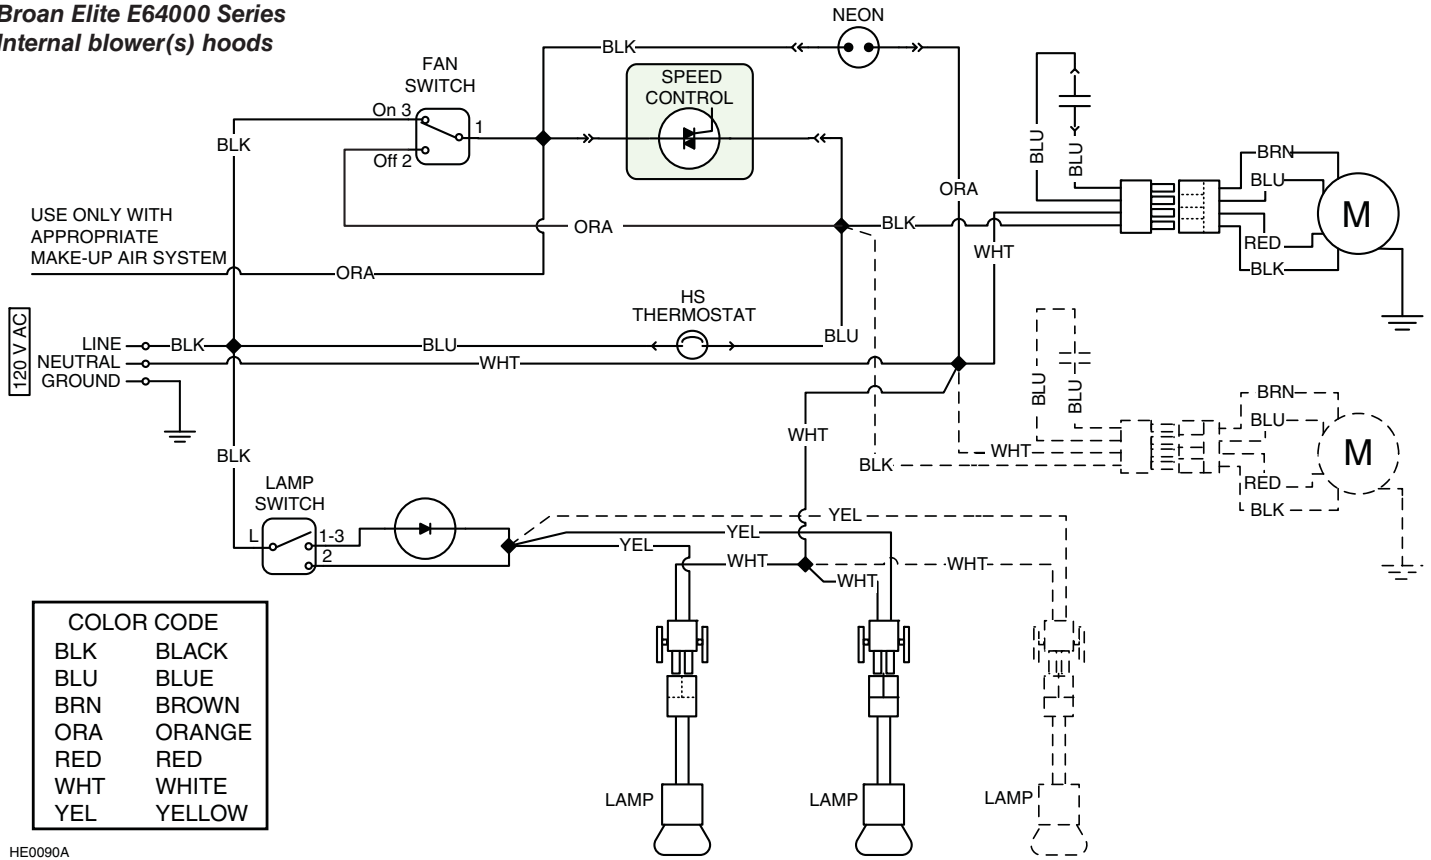 Broan Elite E64000 Series
Internal blower(s) hoods
NEON
BLK
FAN
SWITCH
SPEED
CONTROL
On 3
1
BLK
Off 2
BLU
BLU
BRN
BLU
M
RED
BLK
ORA
USE ONLY WITH
APPROPRIATE
MAKE-UP AIR SYSTEM
ORA
BLK
WHT
ORA
HS
THERMOSTAT
BLU
120 V AC
LINE
BLK
BLU
NEUTRAL
WHT
GROUND
BLU
BLU
BRN
BLU
M
RED
BLK
WHT
WHT
BLK
BLK
LAMP
SWITCH
L
1-3
2
YEL
YEL
YEL
WHT
WHT
WHT
COLOR CODE
BLK BLACK
BLU BLUE
BRN BROWN
ORA ORANGE
RED RED
WHT WHITE
YEL YELLOW
LAMP
LAMP
LAMP
HE0090A